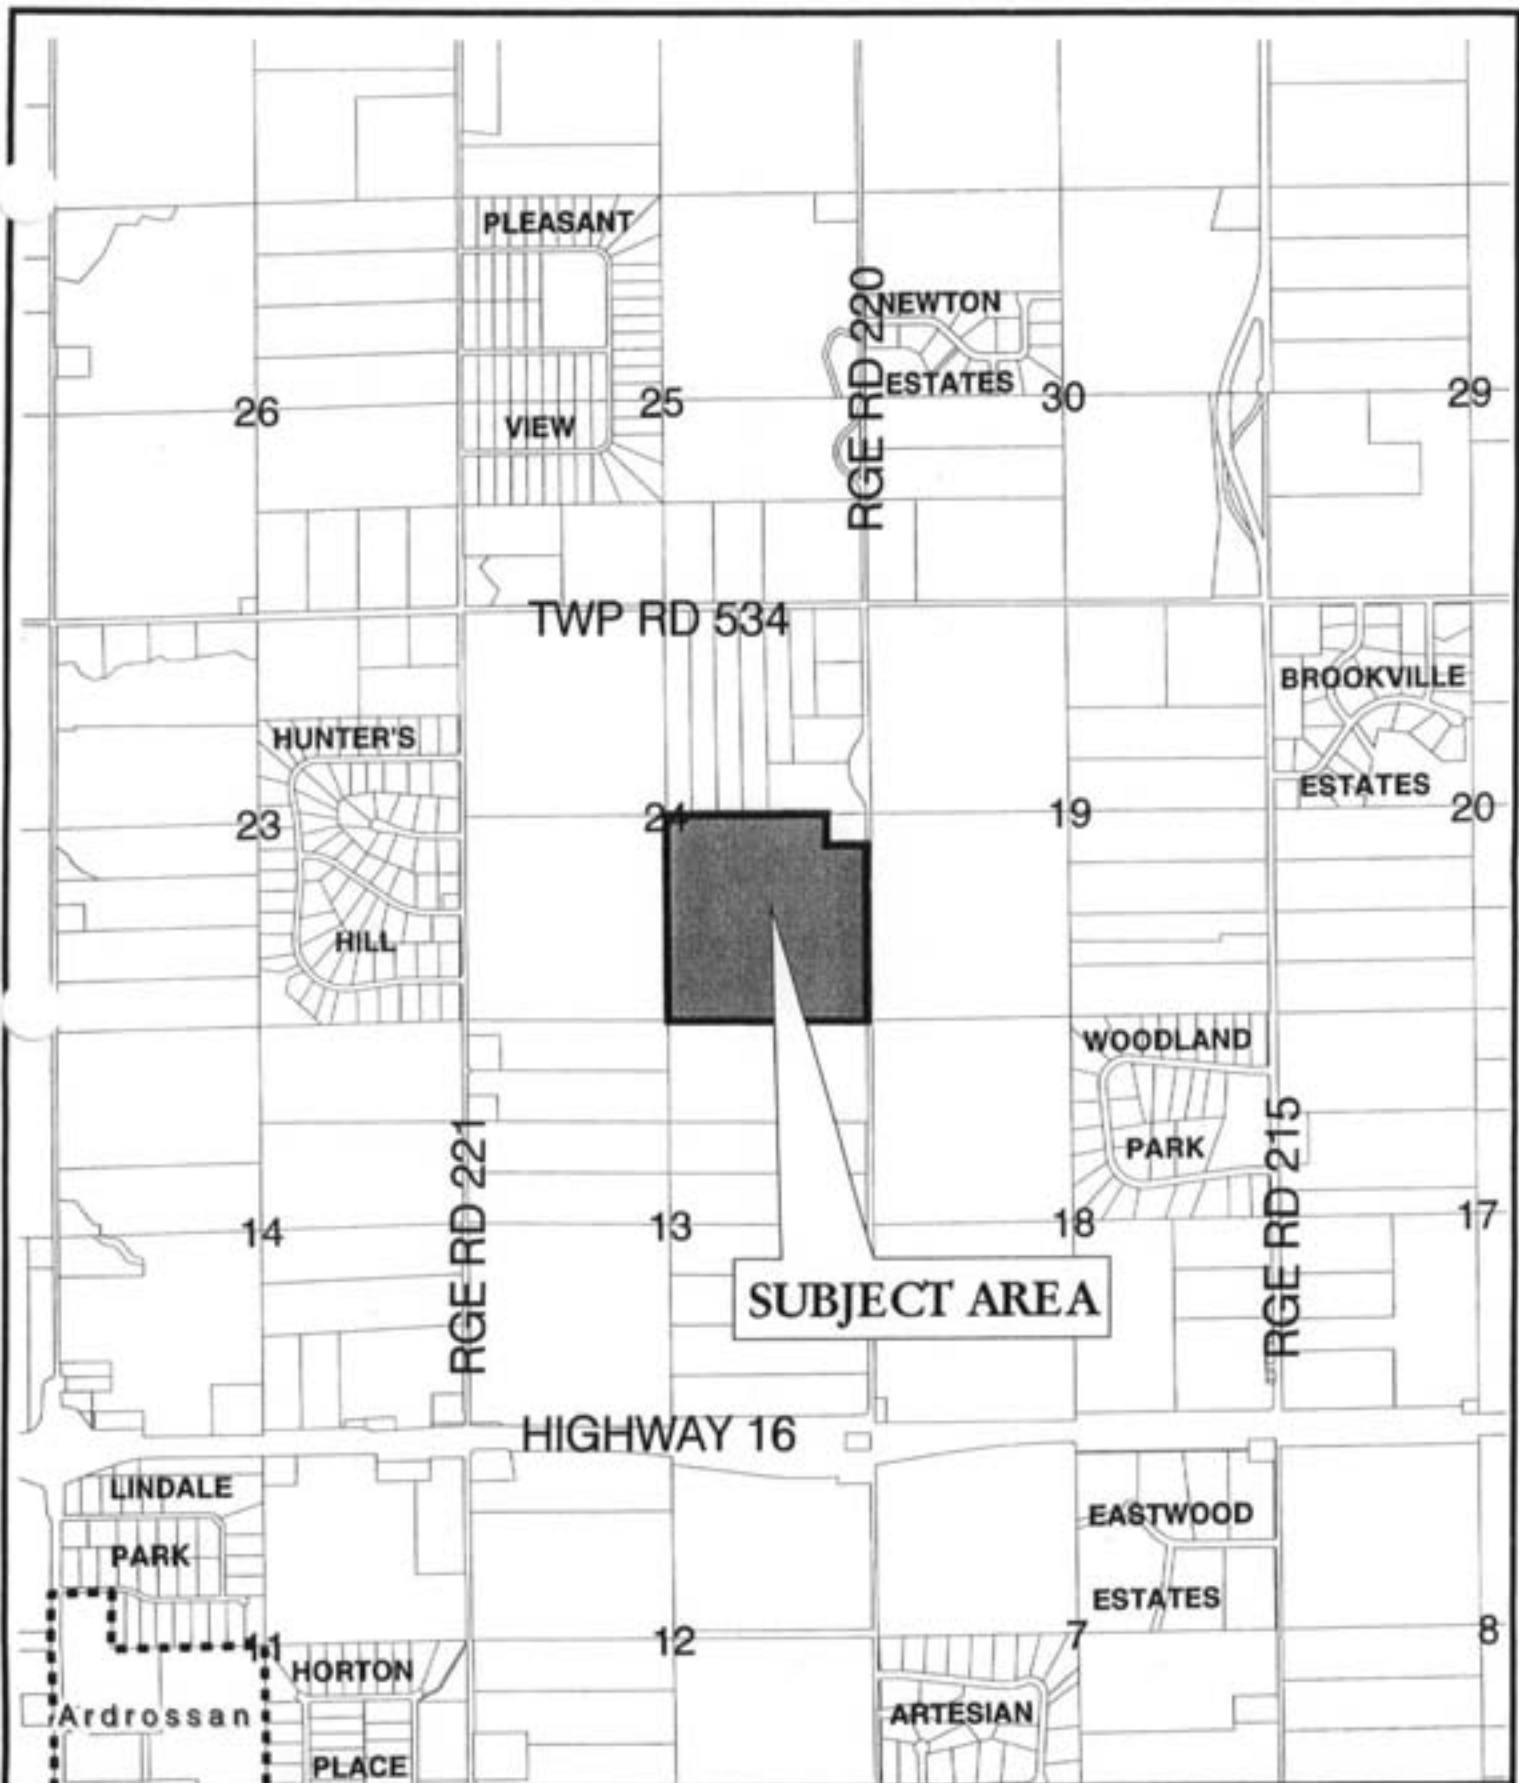 PLEASANT
NEWTON
RGE RD 220
ESTATES
26
25
30
29
VIEW
TWP RD 534
BROOKVILLE
HUNTER'S
ESTATES
23
24
19
20
HILL
WOODLAND
PARK
RGE RD 221
RGE RD 215
14
13
18
17
SUBJECT AREA
HIGHWAY 16
LINDALE
EASTWOOD
PARK
ESTATES
11
12
7
8
HORTON
Ardrossan
ARTESIAN
PLACE